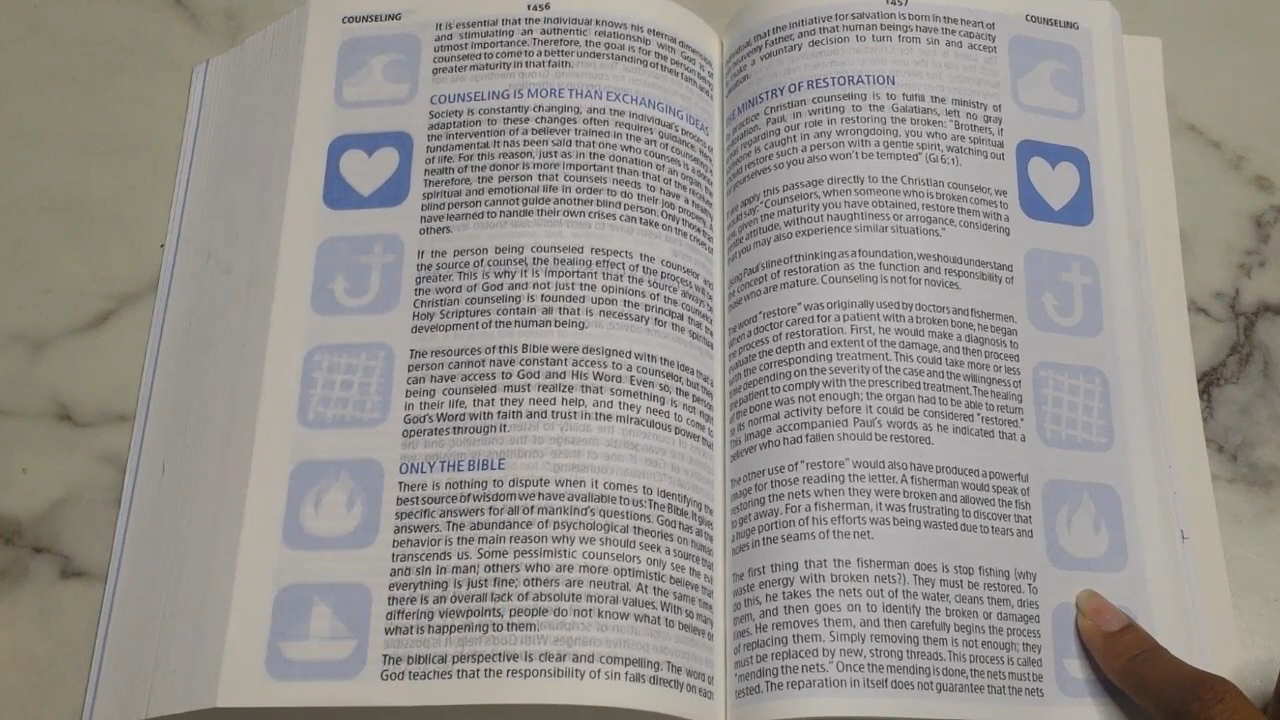 1456
COUNSELING
It is essential that the individual knows his eternal dimension
and stimulating an authentic relationship with God is of
utmost importance. Therefore, the goal is for the person being
counseled to come to a better understanding of their faith and a
greater maturity in that faith.
COUNSELING IS MORE THAN EXCHANGING IDEAS
Society is constantly changing, and the individual's process of
adaptation to these changes often requires guidance. Here
the intervention of a believer trained in the art of counseling is
fundamental. It has been said that one who counsels is a donor
of life. For this reason, just as in the donation of an organ, the
health of the donor is more important than that of the receiver.
Therefore, the person that counsels needs to have a healthy
spiritual and emotional life in order to do their job properly. A
blind person cannot guide another blind person. Only those that
have learned to handle their own crises can take on the crises of
others.
If the person being counseled respects the counselor and
the source of counsel, the healing effect of the process will be
greater. This is why it is important that the source always be
the word of God and not just the opinions of the counselor.
Christian counseling is founded upon the principal that the
Holy Scriptures contain all that is necessary for the spiritual
development of the human being.
The resources of this Bible were designed with the idea that a
person cannot have constant access to a counselor, but they
can have access to God and His Word. Even so, the person
being counseled must realize that something is not right
in their life, that they need help, and they need to come to
God's Word with faith and trust in the miraculous power that
operates through it.
ONLY THE BIBLE
There is nothing to dispute when it comes to identifying the
best source of wisdom we have available to us: The Bible. It gives
specific answers for all of mankind's questions. God has all the
answers. The abundance of psychological theories on human
behavior is the main reason why we should seek a source that
transcends us. Some pessimistic counselors only see the evil
and sin in man; others who are more optimistic believe that
everything is just fine; others are neutral. At the same time
there is an overall lack of absolute moral values. With so many
differing viewpoints, people do not know what to believe or
what is happening to them.
The biblical perspective is clear and compelling. The word of
God teaches that the responsibility of sin falls directly on each
1457
COUNSELING
that the initiative for salvation is born in the heart of
heavenly Father, and that human beings have the capacity
make a voluntary decision to turn from sin and accept
MINISTRY OF RESTORATION
practice Christian counseling is to fulfill the ministry of
Paul, in writing to the Galatians, left no gray
regarding our role in restoring the broken: "Brothers, if
is caught in any wrongdoing, you who are spiritual
restore such a person with a gentle spirit, watching out
yourselves so you also won't be tempted" (Gl 6:1).
apply this passage directly to the Christian counselor, we
say: "Counselors, when someone who is broken comes to
given the maturity you have obtained, restore them with a
attitude, without haughtiness or arrogance, considering
you may also experience similar situations."
Paul's line of thinking as a foundation, we should understand
concept of restoration as the function and responsibility of
who are mature. Counseling is not for novices.
word "restore" was originally used by doctors and fishermen.
a doctor cared for a patient with a broken bone, he began
process of restoration. First, he would make a diagnosis to
evaluate the depth and extent of the damage, and then proceed
with the corresponding treatment. This could take more or less
depending on the severity of the case and the willingness of
patient to comply with the prescribed treatment. The healing
of the bone was not enough; the organ had to be able to return
to its normal activity before it could be considered "restored."
This image accompanied Paul's words as he indicated that a
believer who had fallen should be restored.
The other use of "restore" would also have produced a powerful
image for those reading the letter. A fisherman would speak of
restoring the nets when they were broken and allowed the fish
to get away. For a fisherman, it was frustrating to discover that
a huge portion of his efforts was being wasted due to tears and
holes in the seams of the net.
The first thing that the fisherman does is stop fishing (why
waste energy with broken nets?). They must be restored. To
do this, he takes the nets out of the water, cleans them, dries
them, and then goes on to identify the broken or damaged
lines. He removes them, and then carefully begins the process
of replacing them. Simply removing them is not enough; they
must be replaced by new, strong threads. This process is called
"mending the nets." Once the mending is done, the nets must be
tested. The reparation in itself does not guarantee that the nets